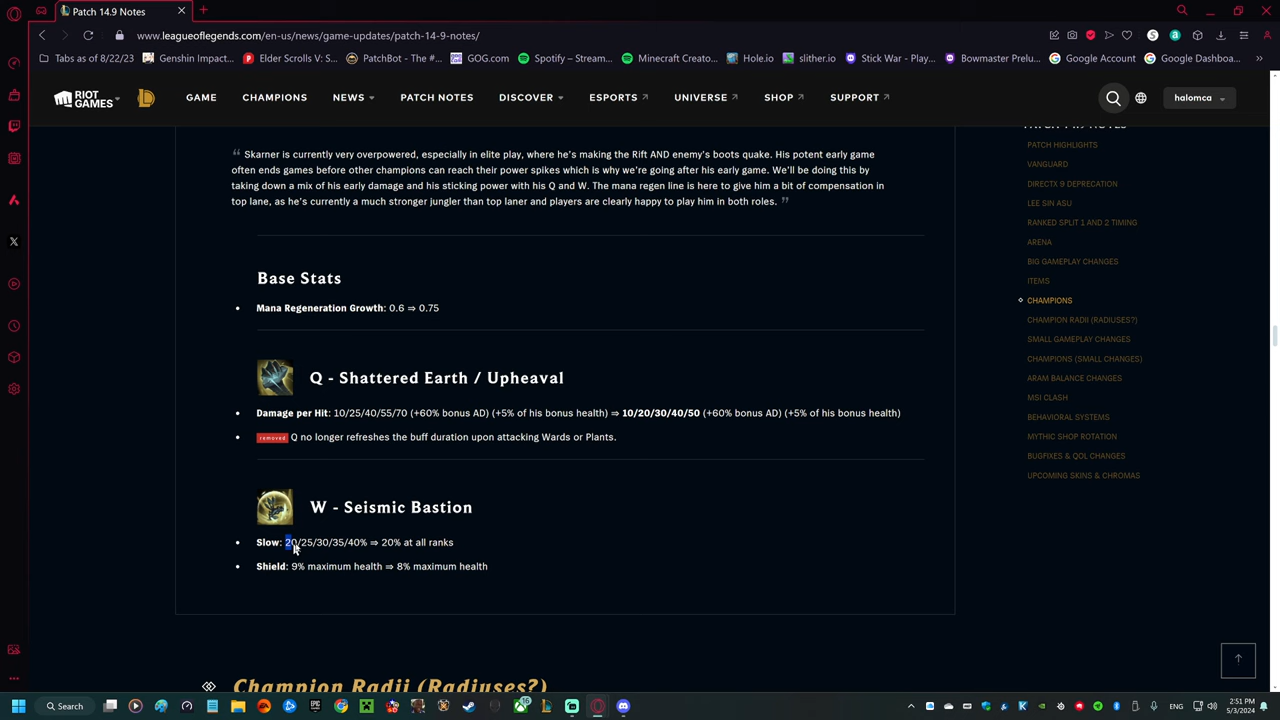 Patch 14.9 Notes
www.leagueoflegends.com/en-us/news/game-updates/patch-14-9-notes/
Tabs as of 8/22/23 Genshin Impact... Elder Scrolls V: S... PatchBot - The #... GOG.com Spotify – Stream... Minecraft Creato... Hole.io slither.io Stick War - Play... Bowmaster Prelu... Google Account Google Dashboa...
RIOT GAMES GAME CHAMPIONS NEWS PATCH NOTES DISCOVER ESPORTS UNIVERSE SHOP SUPPORT halomca
PATCH HIGHLIGHTS
VANGUARD
DIRECTX 9 DEPRECATION
LEE SIN ASU
RANKED SPLIT 1 AND 2 TIMING
ARENA
BIG GAMEPLAY CHANGES
ITEMS
CHAMPIONS
CHAMPION RADII (RADIUSES?)
SMALL GAMEPLAY CHANGES
CHAMPIONS (SMALL CHANGES)
ARAM BALANCE CHANGES
MSI CLASH
BEHAVIORAL SYSTEMS
MYTHIC SHOP ROTATION
BUGFIXES & QOL CHANGES
UPCOMING SKINS & CHROMAS
" Skarner is currently very overpowered, especially in elite play, where he's making the Rift AND enemy's boots quake. His potent early game
often ends games before other champions can reach their power spikes which is why we're going after his early game. We'll be doing this by
taking down a mix of his early damage and his sticking power with his Q and W. The mana regen line is here to give him a bit of compensation in
top lane, as he's currently a much stronger jungler than top laner and players are clearly happy to play him in both roles. "
Base Stats
• Mana Regeneration Growth: 0.6 ⇒ 0.75
Q - Shattered Earth / Upheaval
• Damage per Hit: 10/25/40/55/70 (+60% bonus AD) (+5% of his bonus health) ⇒ 10/20/30/40/50 (+60% bonus AD) (+5% of his bonus health)
• removed Q no longer refreshes the buff duration upon attacking Wards or Plants.
W - Seismic Bastion
• Slow: 20/25/30/35/40% ⇒ 20% at all ranks
• Shield: 9% maximum health ⇒ 8% maximum health
Champion Radii (Radiuses?)
Search 2:51 PM
5/3/2024